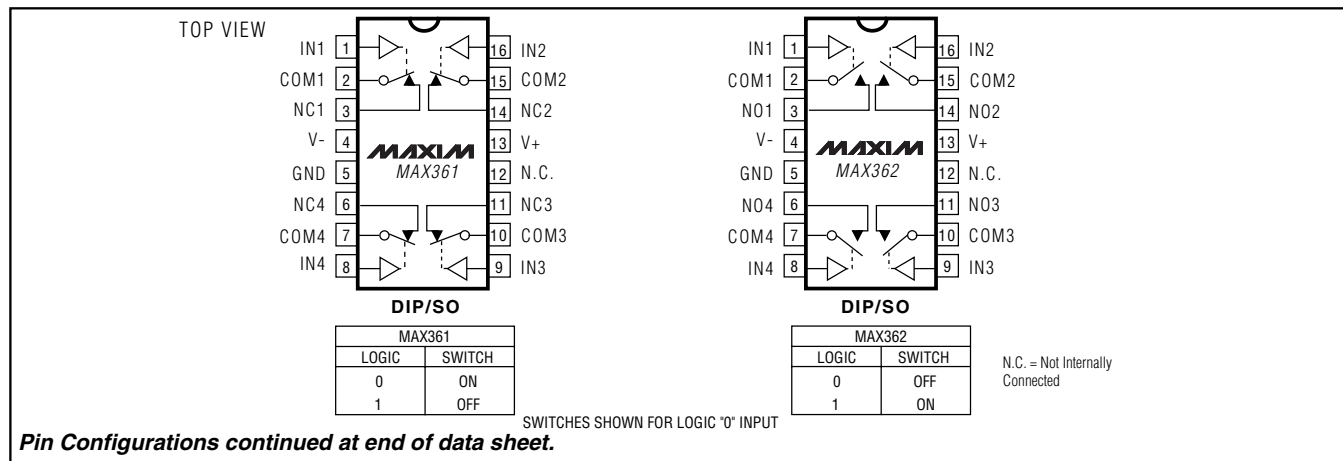 TOP VIEW
IN1 1 16 IN2
COM1 2 15 COM2
NC1 3 14 NC2
V- 4 13 V+
GND 5 12 N.C.
NC4 6 11 NC3
COM4 7 10 COM3
IN4 8 9 IN3
MAXIM
MAX361
DIP/SO
MAX361
LOGIC SWITCH
0 ON
1 OFF
IN1 1 16 IN2
COM1 2 15 COM2
NO1 3 14 NO2
V- 4 13 V+
GND 5 12 N.C.
NO4 6 11 NO3
COM4 7 10 COM3
IN4 8 9 IN3
MAXIM
MAX362
DIP/SO
MAX362
LOGIC SWITCH
0 OFF
1 ON
N.C. = Not Internally
Connected
SWITCHES SHOWN FOR LOGIC "0" INPUT
Pin Configurations continued at end of data sheet.